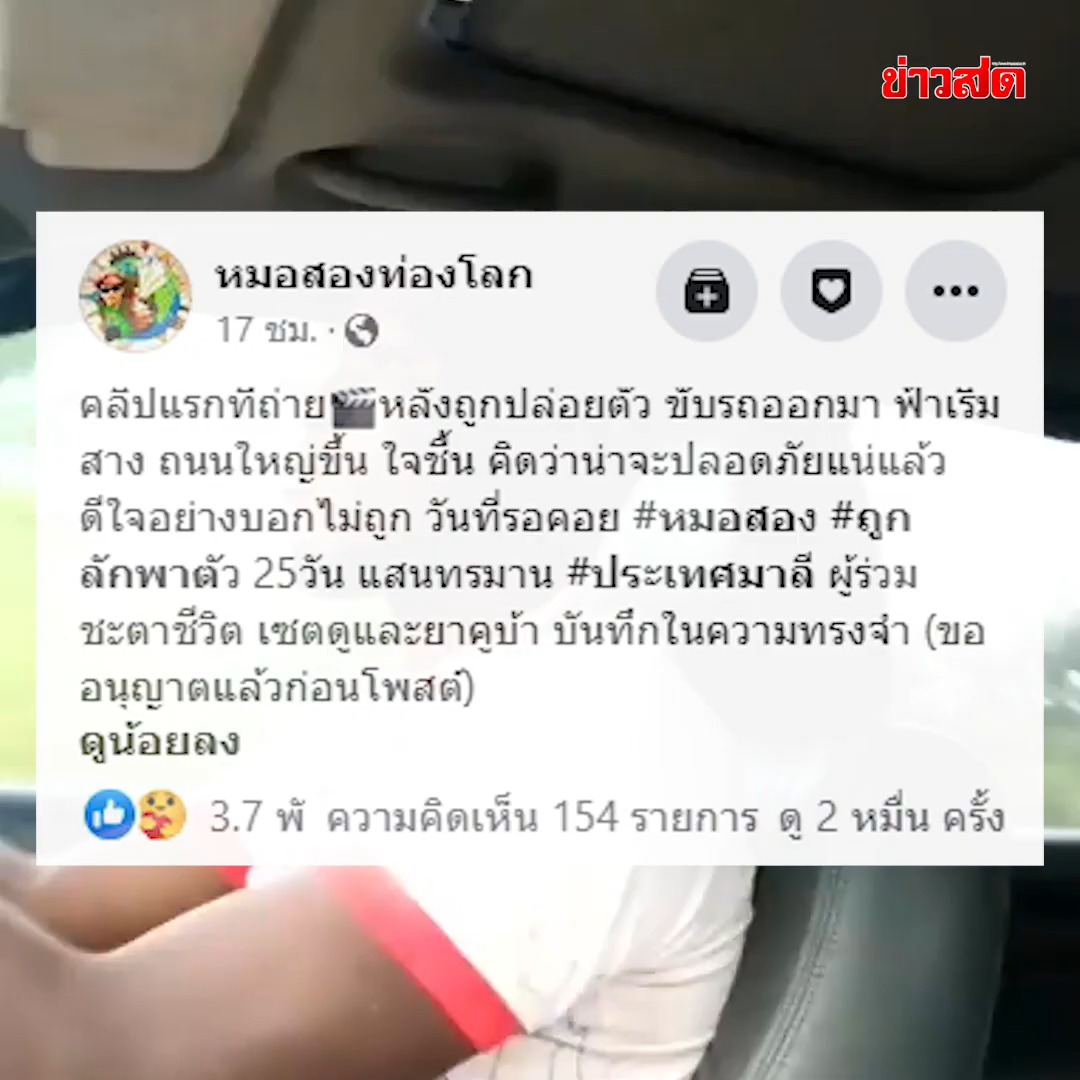 ข่าวสด
หมอสองท่องโลก
17 ชม. ·
คลิปแรกที่ถ่าย🎬หลังถูกปล่อยตัว ขับรถออกมา ฟ้าเริ่ม
สาง ถนนใหญ่ขึ้น ใจชื้น คิดว่าน่าจะปลอดภัยแน่แล้ว
ดีใจอย่างบอกไม่ถูก วันที่รอคอย #หมอสอง #ถูก
ลักพาตัว 25วัน แสนทรมาน #ประเทศมาลี ผู้ร่วม
ชะตาชีวิต เซตดูและยาคูบ้า บันทึกในความทรงจำ (ขอ
อนุญาตแล้วก่อนโพสต์)
ดูน้อยลง
3.7 พั ความคิดเห็น 154 รายการ ดู 2 หมื่น ครั้ง